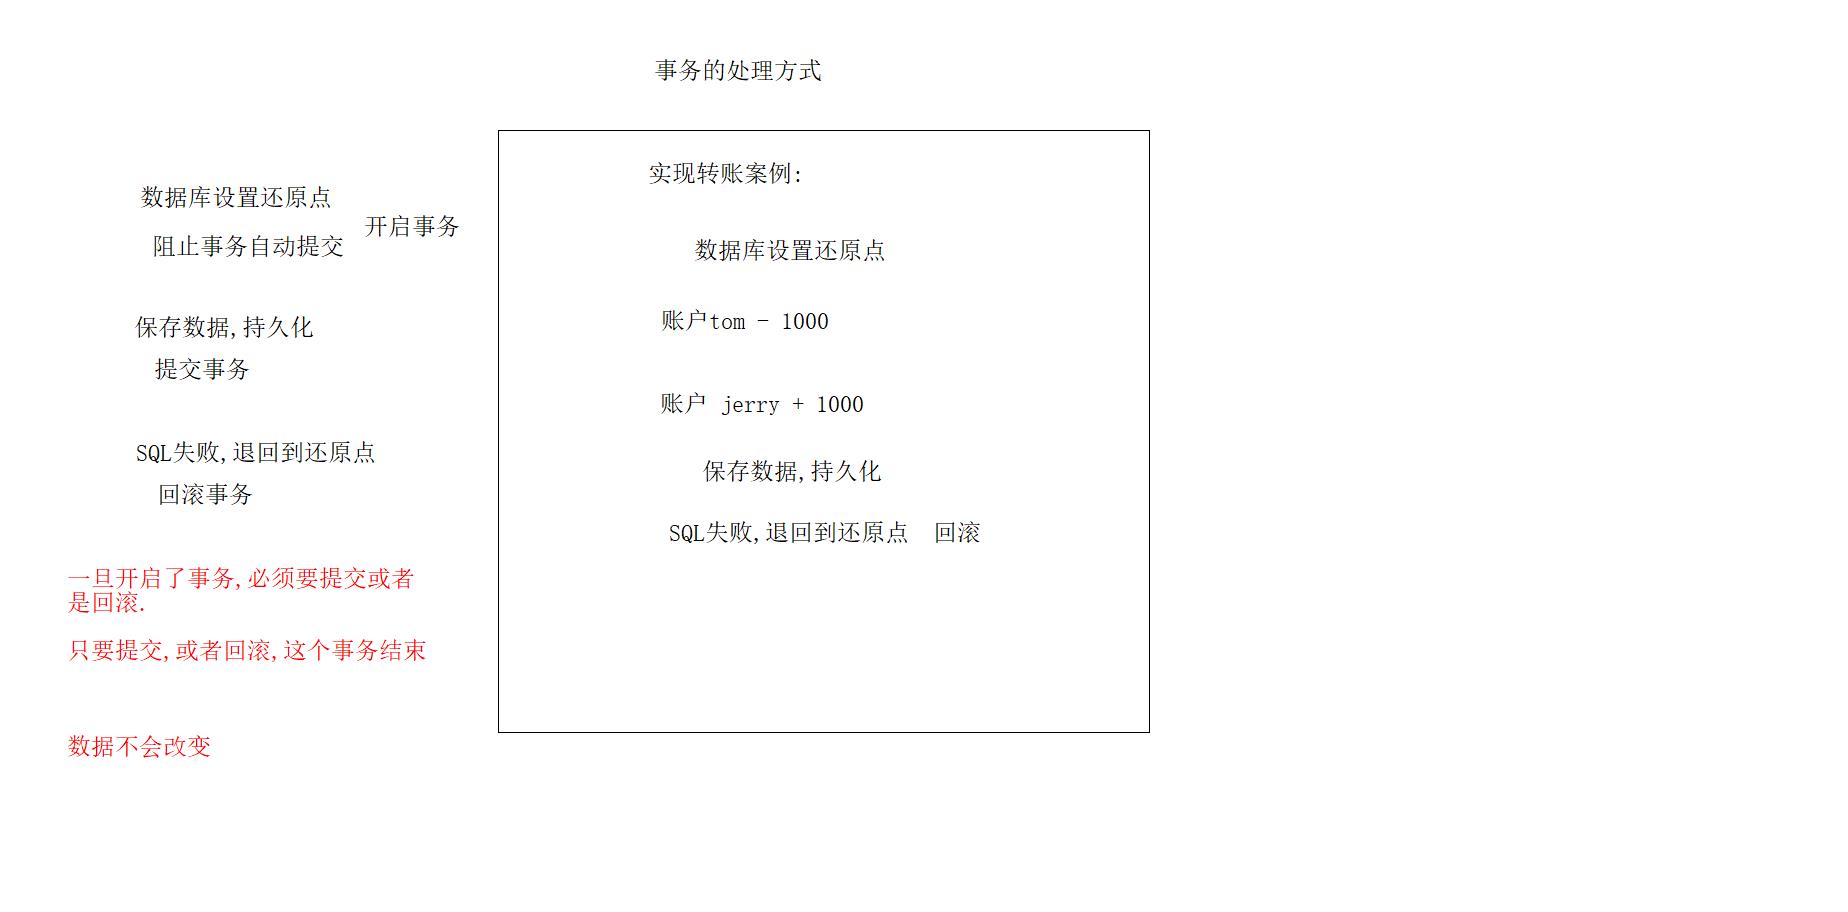 事务的处理方式
数据库设置还原点
开启事务
阻止事务自动提交
保存数据,持久化
提交事务
SQL失败,退回到还原点
回滚事务
一旦开启了事务,必须要提交或者
是回滚.
只要提交,或者回滚,这个事务结束
数据不会改变
实现转账案例:
数据库设置还原点
账户tom - 1000
账户 jerry + 1000
保存数据,持久化
SQL失败,退回到还原点 回滚